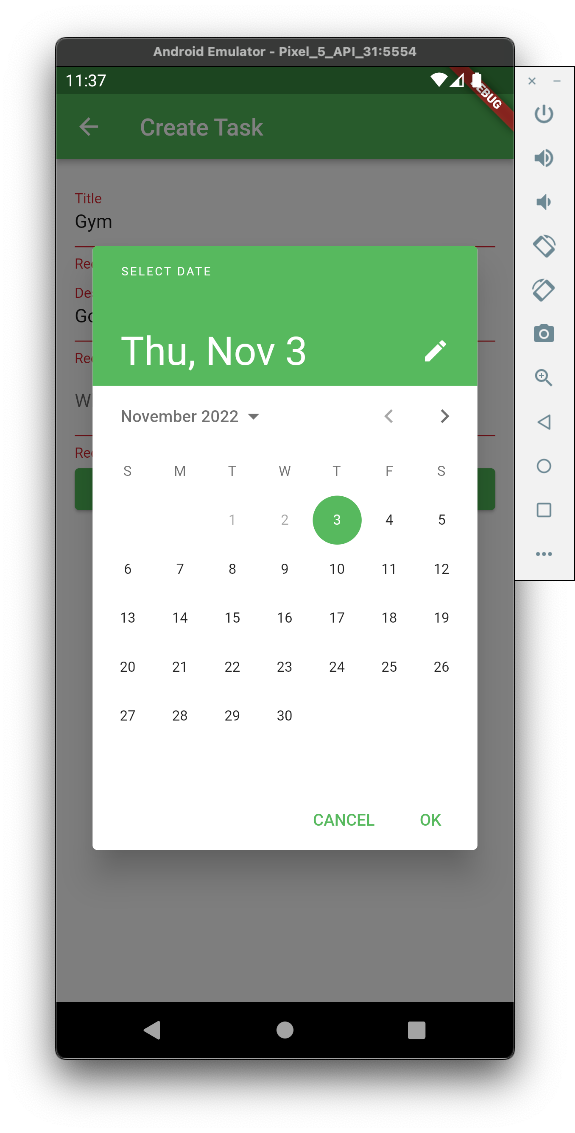 Android Emulator - Pixel_5_API_31:5554
11:37
DEBUG
Create Task
Title
Gym
SELECT DATE
Thu, Nov 3
November 2022
S M T W T F S
1 2 3 4 5
6 7 8 9 10 11 12
13 14 15 16 17 18 19
20 21 22 23 24 25 26
27 28 29 30
CANCEL OK